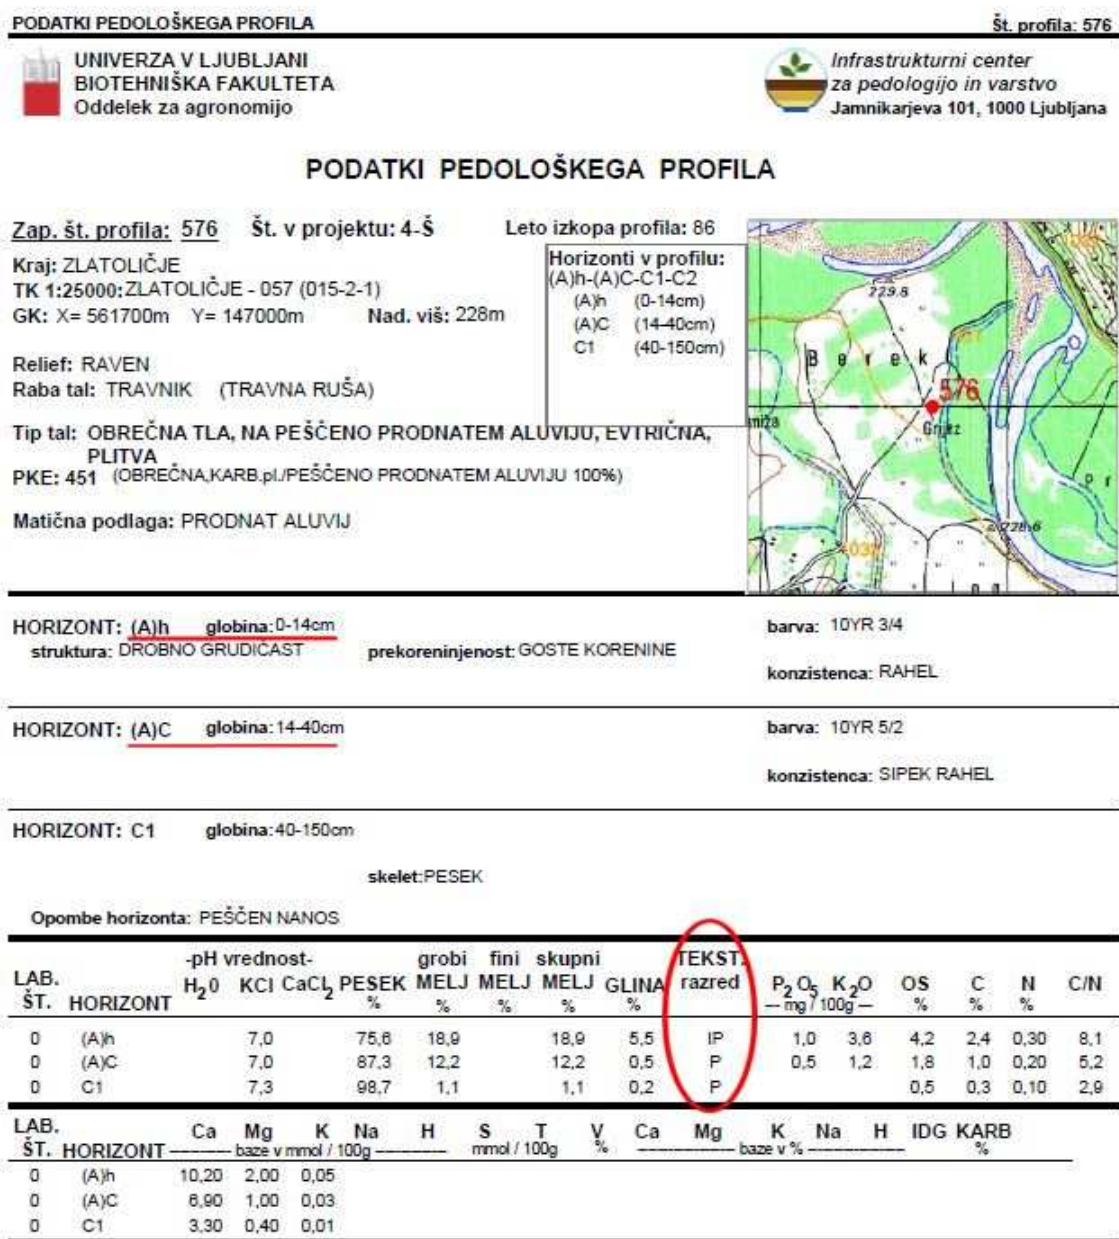 PODATKI PEDOLOŠKEGA PROFILA Št. profila: 576
UNIVERZA V LJUBLJANI
BIOTEHNIŠKA FAKULTETA
Oddelek za agronomijo
Infrastrukturni center
za pedologijo in varstvo
Jamnikarjeva 101, 1000 Ljubljana
PODATKI PEDOLOŠKEGA PROFILA
Zap. št. profila: 576 Št. v projektu: 4-Š Leto izkopa profila: 86
Kraj: ZLATOLIČJE
TK 1:25000: ZLATOLIČJE - 057 (015-2-1)
GK: X= 561700m Y= 147000m Nad. viš: 228m
Horizonti v profilu:
(A)h-(A)C-C1-C2
(A)h (0-14cm)
(A)C (14-40cm)
C1 (40-150cm)
Relief: RAVEN
Raba tal: TRAVNIK (TRAVNA RUŠA)
Tip tal: OBREČNA TLA, NA PEŠČENO PRODNATEM ALUVIJU, EVTRIČNA,
PLITVA
PKE: 451 (OBREČNA,KARB.pl./PEŠČENO PRODNATEM ALUVIJU 100%)
Matična podlaga: PRODNAT ALUVIJ
229.8
Berek
576
228.6
HORIZONT: (A)h globina: 0-14cm barva: 10YR 3/4
struktura: DROBNO GRUDIČAST prekoreninjenost: GOSTE KORENINE
konzistenca: RAHEL
HORIZONT: (A)C globina: 14-40cm barva: 10YR 5/2
konzistenca: SIPEK RAHEL
HORIZONT: C1 globina: 40-150cm
skelet: PESEK
Opombe horizonta: PEŠČEN NANOS
-pH vrednost- grobi fini skupni TEKST.
LAB. H20 KCl CaCl2 PESEK MELJ MELJ MELJ GLINA razred P2O5 K2O OS C N C/N
ŠT. HORIZONT % % % % % -- mg / 100g -- % % %
0 (A)h 7,0 75,6 18,9 18,9 5,5 IP 1,0 3,6 4,2 2,4 0,30 8,1
0 (A)C 7,0 87,3 12,2 12,2 0,5 P 0,5 1,2 1,8 1,0 0,20 5,2
0 C1 7,3 98,7 1,1 1,1 0,2 P 0,5 0,3 0,10 2,9
LAB. Ca Mg K Na H S T V Ca Mg K Na H IDG KARB
ŠT. HORIZONT ---------- baze v mmol / 100g ---------- mmol / 100g % ---------- baze v % ---------- %
0 (A)h 10,20 2,00 0,05
0 (A)C 6,90 1,00 0,03
0 C1 3,30 0,40 0,01